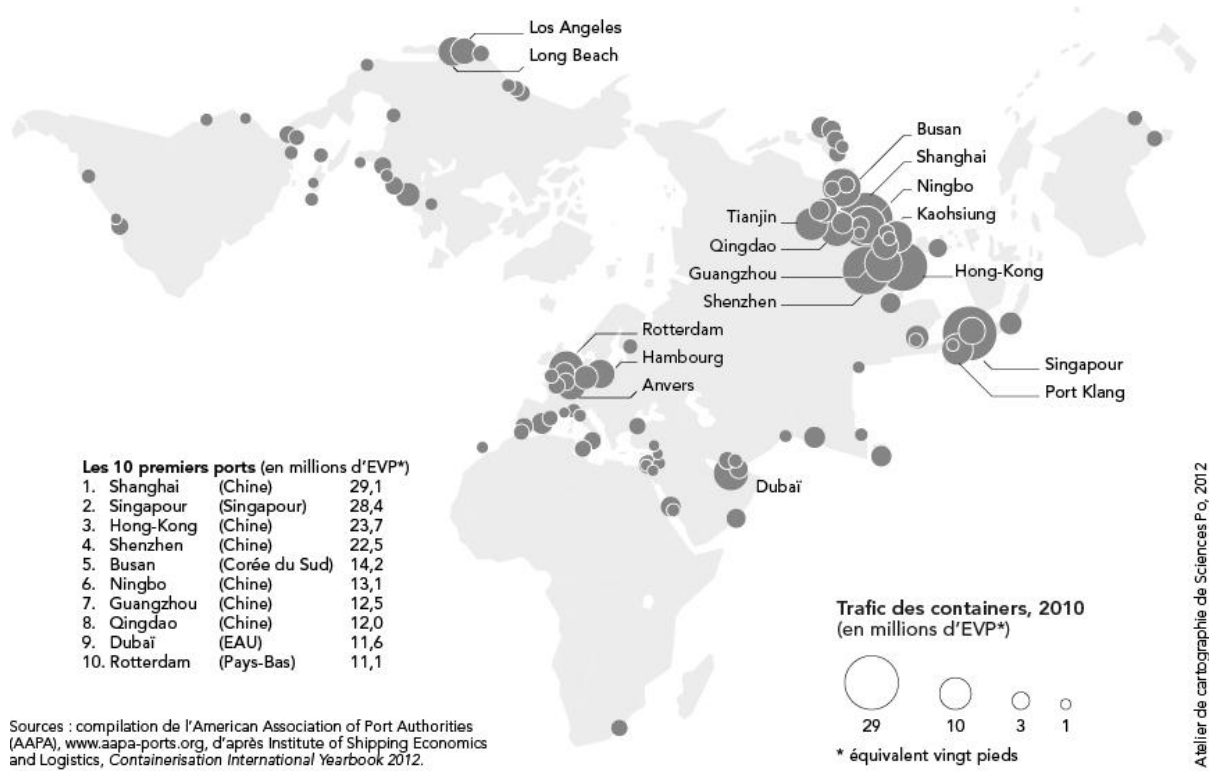 Los Angeles
Long Beach
Busan
Shanghai
Ningbo
Kaohsiung
Tianjin
Qingdao
Guangzhou
Hong-Kong
Shenzhen
Rotterdam
Hambourg
Anvers
Singapour
Port Klang
Dubaï
Les 10 premiers ports (en millions d'EVP*)
1. Shanghai (Chine) 29,1
2. Singapour (Singapour) 28,4
3. Hong-Kong (Chine) 23,7
4. Shenzhen (Chine) 22,5
5. Busan (Corée du Sud) 14,2
6. Ningbo (Chine) 13,1
7. Guangzhou (Chine) 12,5
8. Qingdao (Chine) 12,0
9. Dubaï (EAU) 11,6
10. Rotterdam (Pays-Bas) 11,1
Trafic des containers, 2010
(en millions d'EVP*)
29 10 3 1
* équivalent vingt pieds
Sources : compilation de l'American Association of Port Authorities
(AAPA), www.aapa-ports.org, d'après Institute of Shipping Economics
and Logistics, Containerisation International Yearbook 2012.
Atelier de cartographie de Sciences Po, 2012